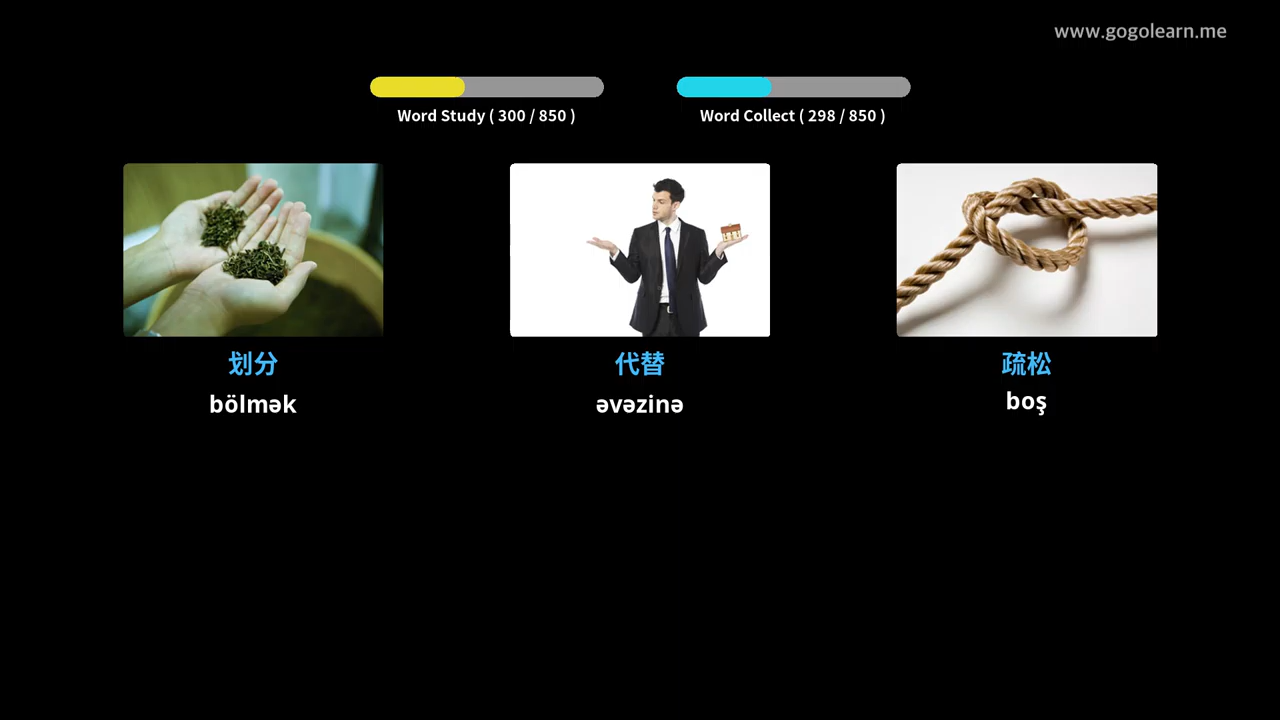 www.gogolearn.me
Word Study ( 300 / 850 )
Word Collect ( 298 / 850 )
划分
代替
疏松
bölmək
əvəzinə
boş